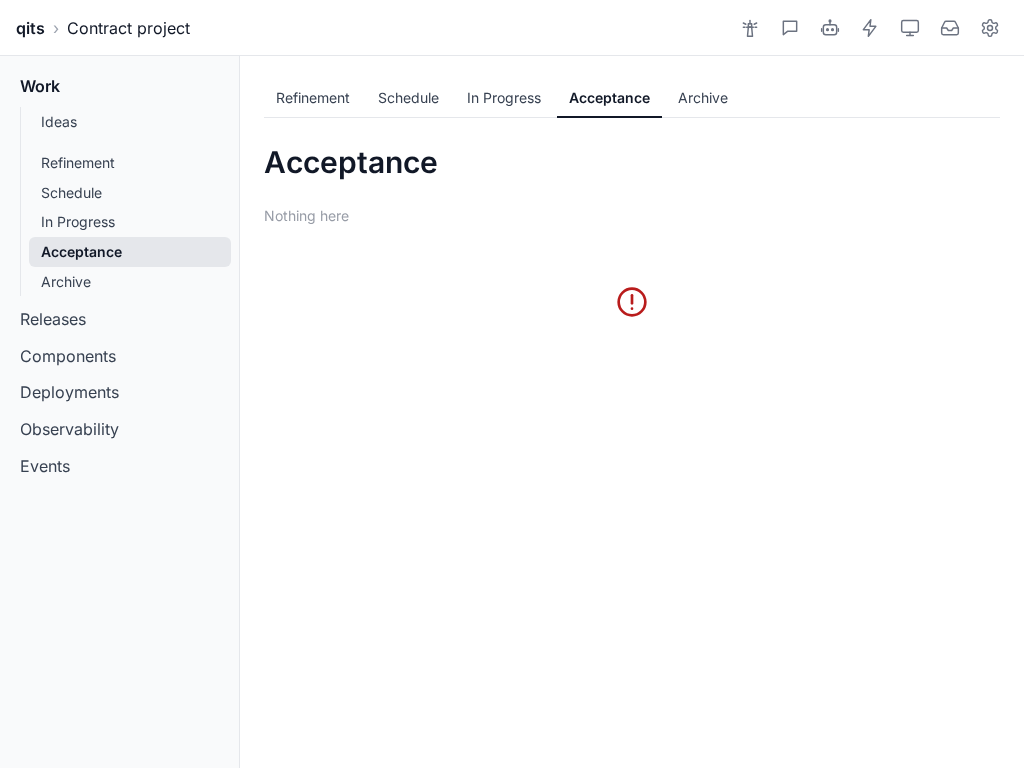 qits › Contract project
Work
Ideas
Refinement
Schedule
In Progress
Acceptance
Archive
Releases
Components
Deployments
Observability
Events
Refinement Schedule In Progress Acceptance Archive
Acceptance
Nothing here